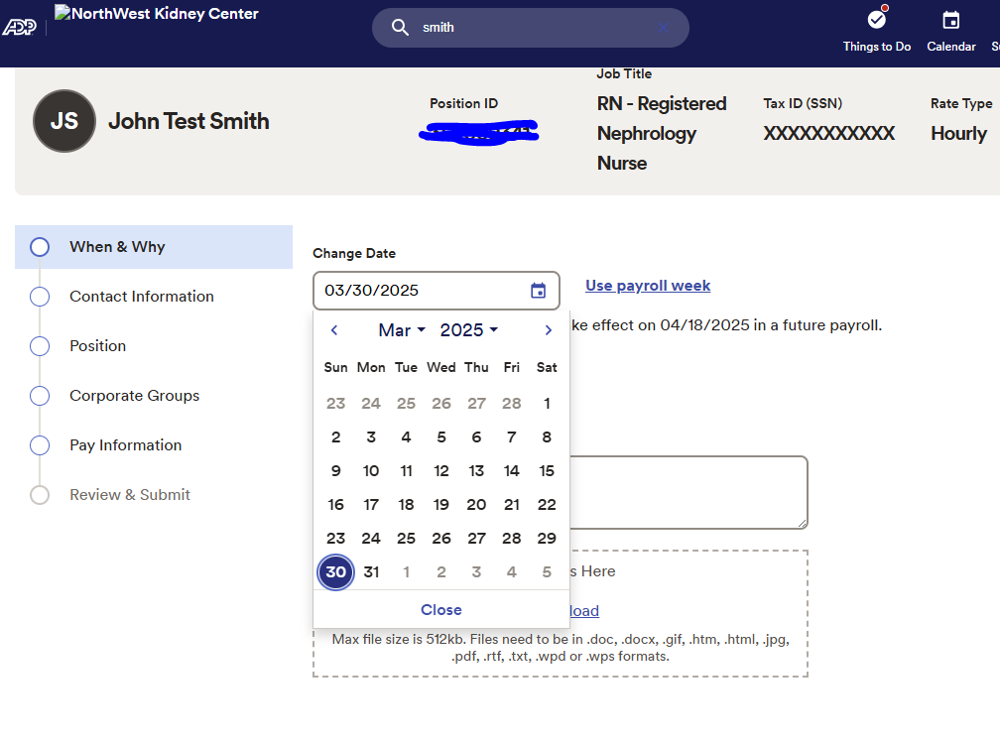 ADP
NorthWest Kidney Center
smith
Things to Do
Calendar
JS
John Test Smith
Position ID
Job Title
RN - Registered
Nephrology
Nurse
Tax ID (SSN)
XXXXXXXXXXX
Rate Type
Hourly
When & Why
Contact Information
Position
Corporate Groups
Pay Information
Review & Submit
Change Date
03/30/2025
Use payroll week
ke effect on 04/18/2025 in a future payroll.
Mar 2025
Sun Mon Tue Wed Thu Fri Sat
23 24 25 26 27 28 1
2 3 4 5 6 7 8
9 10 11 12 13 14 15
16 17 18 19 20 21 22
23 24 25 26 27 28 29
30 31 1 2 3 4 5
Close
s Here
load
Max file size is 512kb. Files need to be in .doc, .docx, .gif, .htm, .html, .jpg,
.pdf, .rtf, .txt, .wpd or .wps formats.